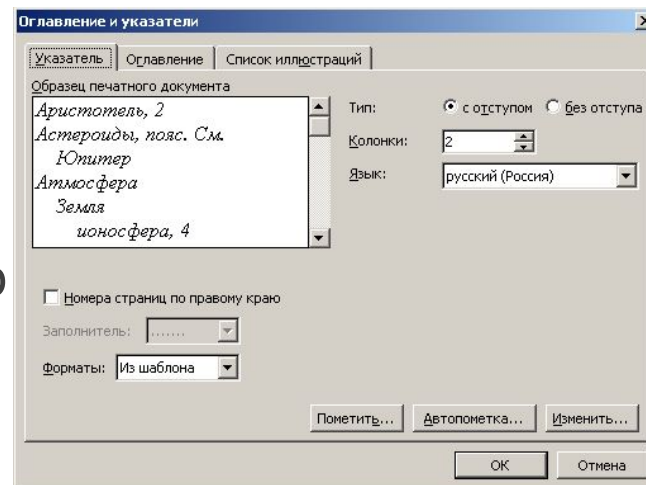 Оглавление и указатели
Указатель Оглавление Список иллюстраций
Образец печатного документа
Аристотель, 2
Астероиды, пояс. См.
Юпитер
Атмосфера
Земля
ионосфера, 4
Тип: с отступом без отступа
Колонки: 2
Язык: русский (Россия)
Номера страниц по правому краю
Заполнитель: .......
Форматы: Из шаблона
Пометить... Автопометка... Изменить...
ОК Отмена